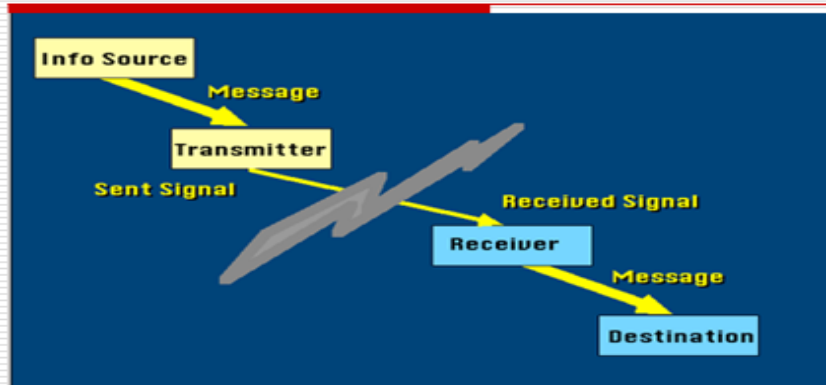 Info Source
Message
Transmitter
Sent Signal
Received Signal
Receiver
Message
Destination